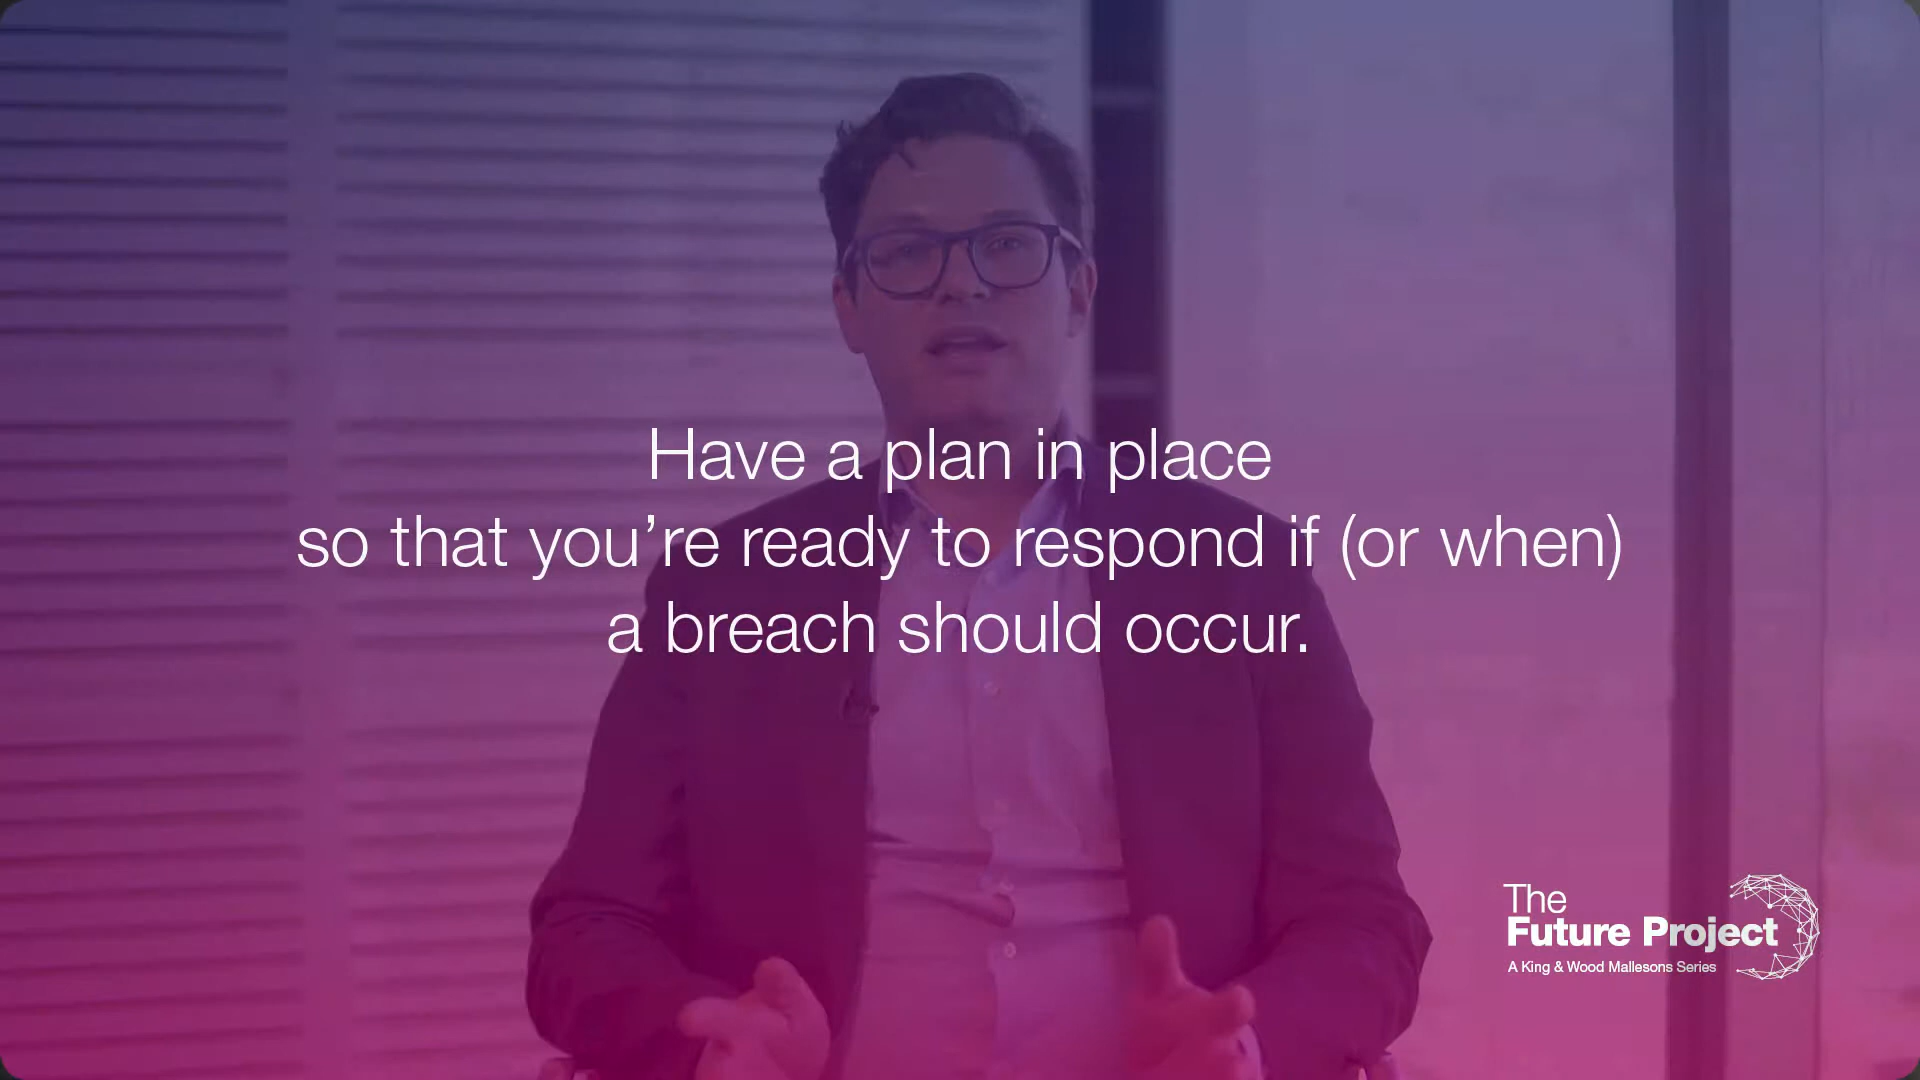 Have a plan in place
so that you’re ready to respond if (or when)
a breach should occur.
The
Future Project
A King & Wood Mallesons Series